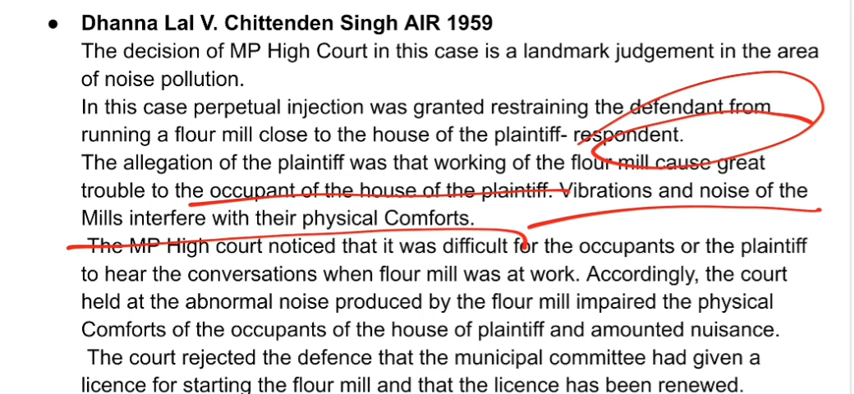 Dhanna Lal V. Chittenden Singh AIR 1959
The decision of MP High Court in this case is a landmark judgement in the area
of noise pollution.
In this case perpetual injection was granted restraining the defendant from
running a flour mill close to the house of the plaintiff- respondent.
The allegation of the plaintiff was that working of the flour mill cause great
trouble to the occupant of the house of the plaintiff. Vibrations and noise of the
Mills interfere with their physical Comforts.
The MP High court noticed that it was difficult for the occupants or the plaintiff
to hear the conversations when flour mill was at work. Accordingly, the court
held at the abnormal noise produced by the flour mill impaired the physical
Comforts of the occupants of the house of plaintiff and amounted nuisance.
The court rejected the defence that the municipal committee had given a
licence for starting the flour mill and that the licence has been renewed.